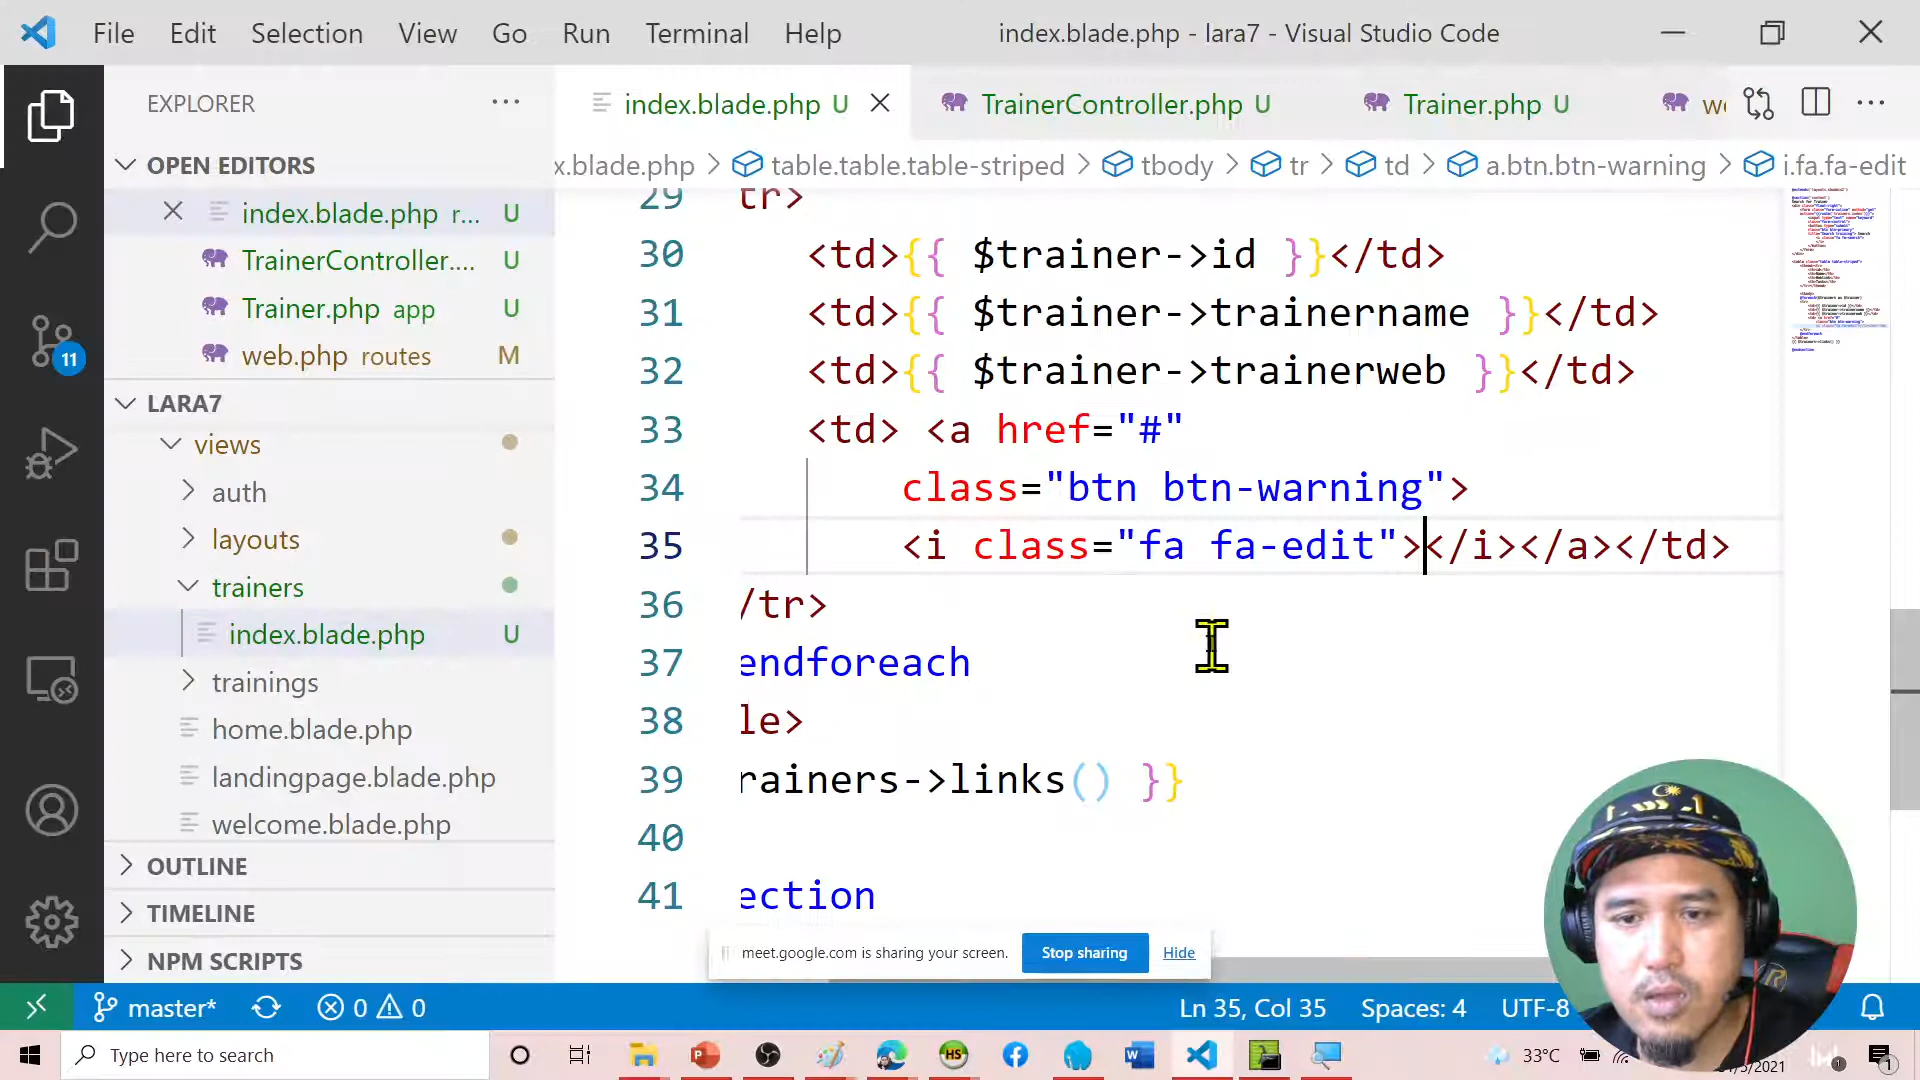 File Edit Selection View Go Run Terminal Help index.blade.php - lara7 - Visual Studio Code
EXPLORER
index.blade.php U TrainerController.php U Trainer.php U
OPEN EDITORS
x.blade.php > table.table.table-striped > tbody > tr > td > a.btn.btn-warning > i.fa.fa-edit
index.blade.php r... U
TrainerController.... U
Trainer.php app U
web.php routes M
LARA7
views
auth
layouts
trainers
index.blade.php U
trainings
home.blade.php
landingpage.blade.php
welcome.blade.php
OUTLINE
TIMELINE
NPM SCRIPTS
11
29 tr>
30 <td>{{ $trainer->id }}</td>
31 <td>{{ $trainer->trainername }}</td>
32 <td>{{ $trainer->trainerweb }}</td>
33 <td> <a href="#"
34 class="btn btn-warning">
35 <i class="fa fa-edit"></i></a></td>
36 /tr>
37 endforeach
38 le>
39 rainers->links() }}
40
41 ection
meet.google.com is sharing your screen. Stop sharing Hide
master* 0 0 Ln 35, Col 35 Spaces: 4 UTF-8
Type here to search 33°C